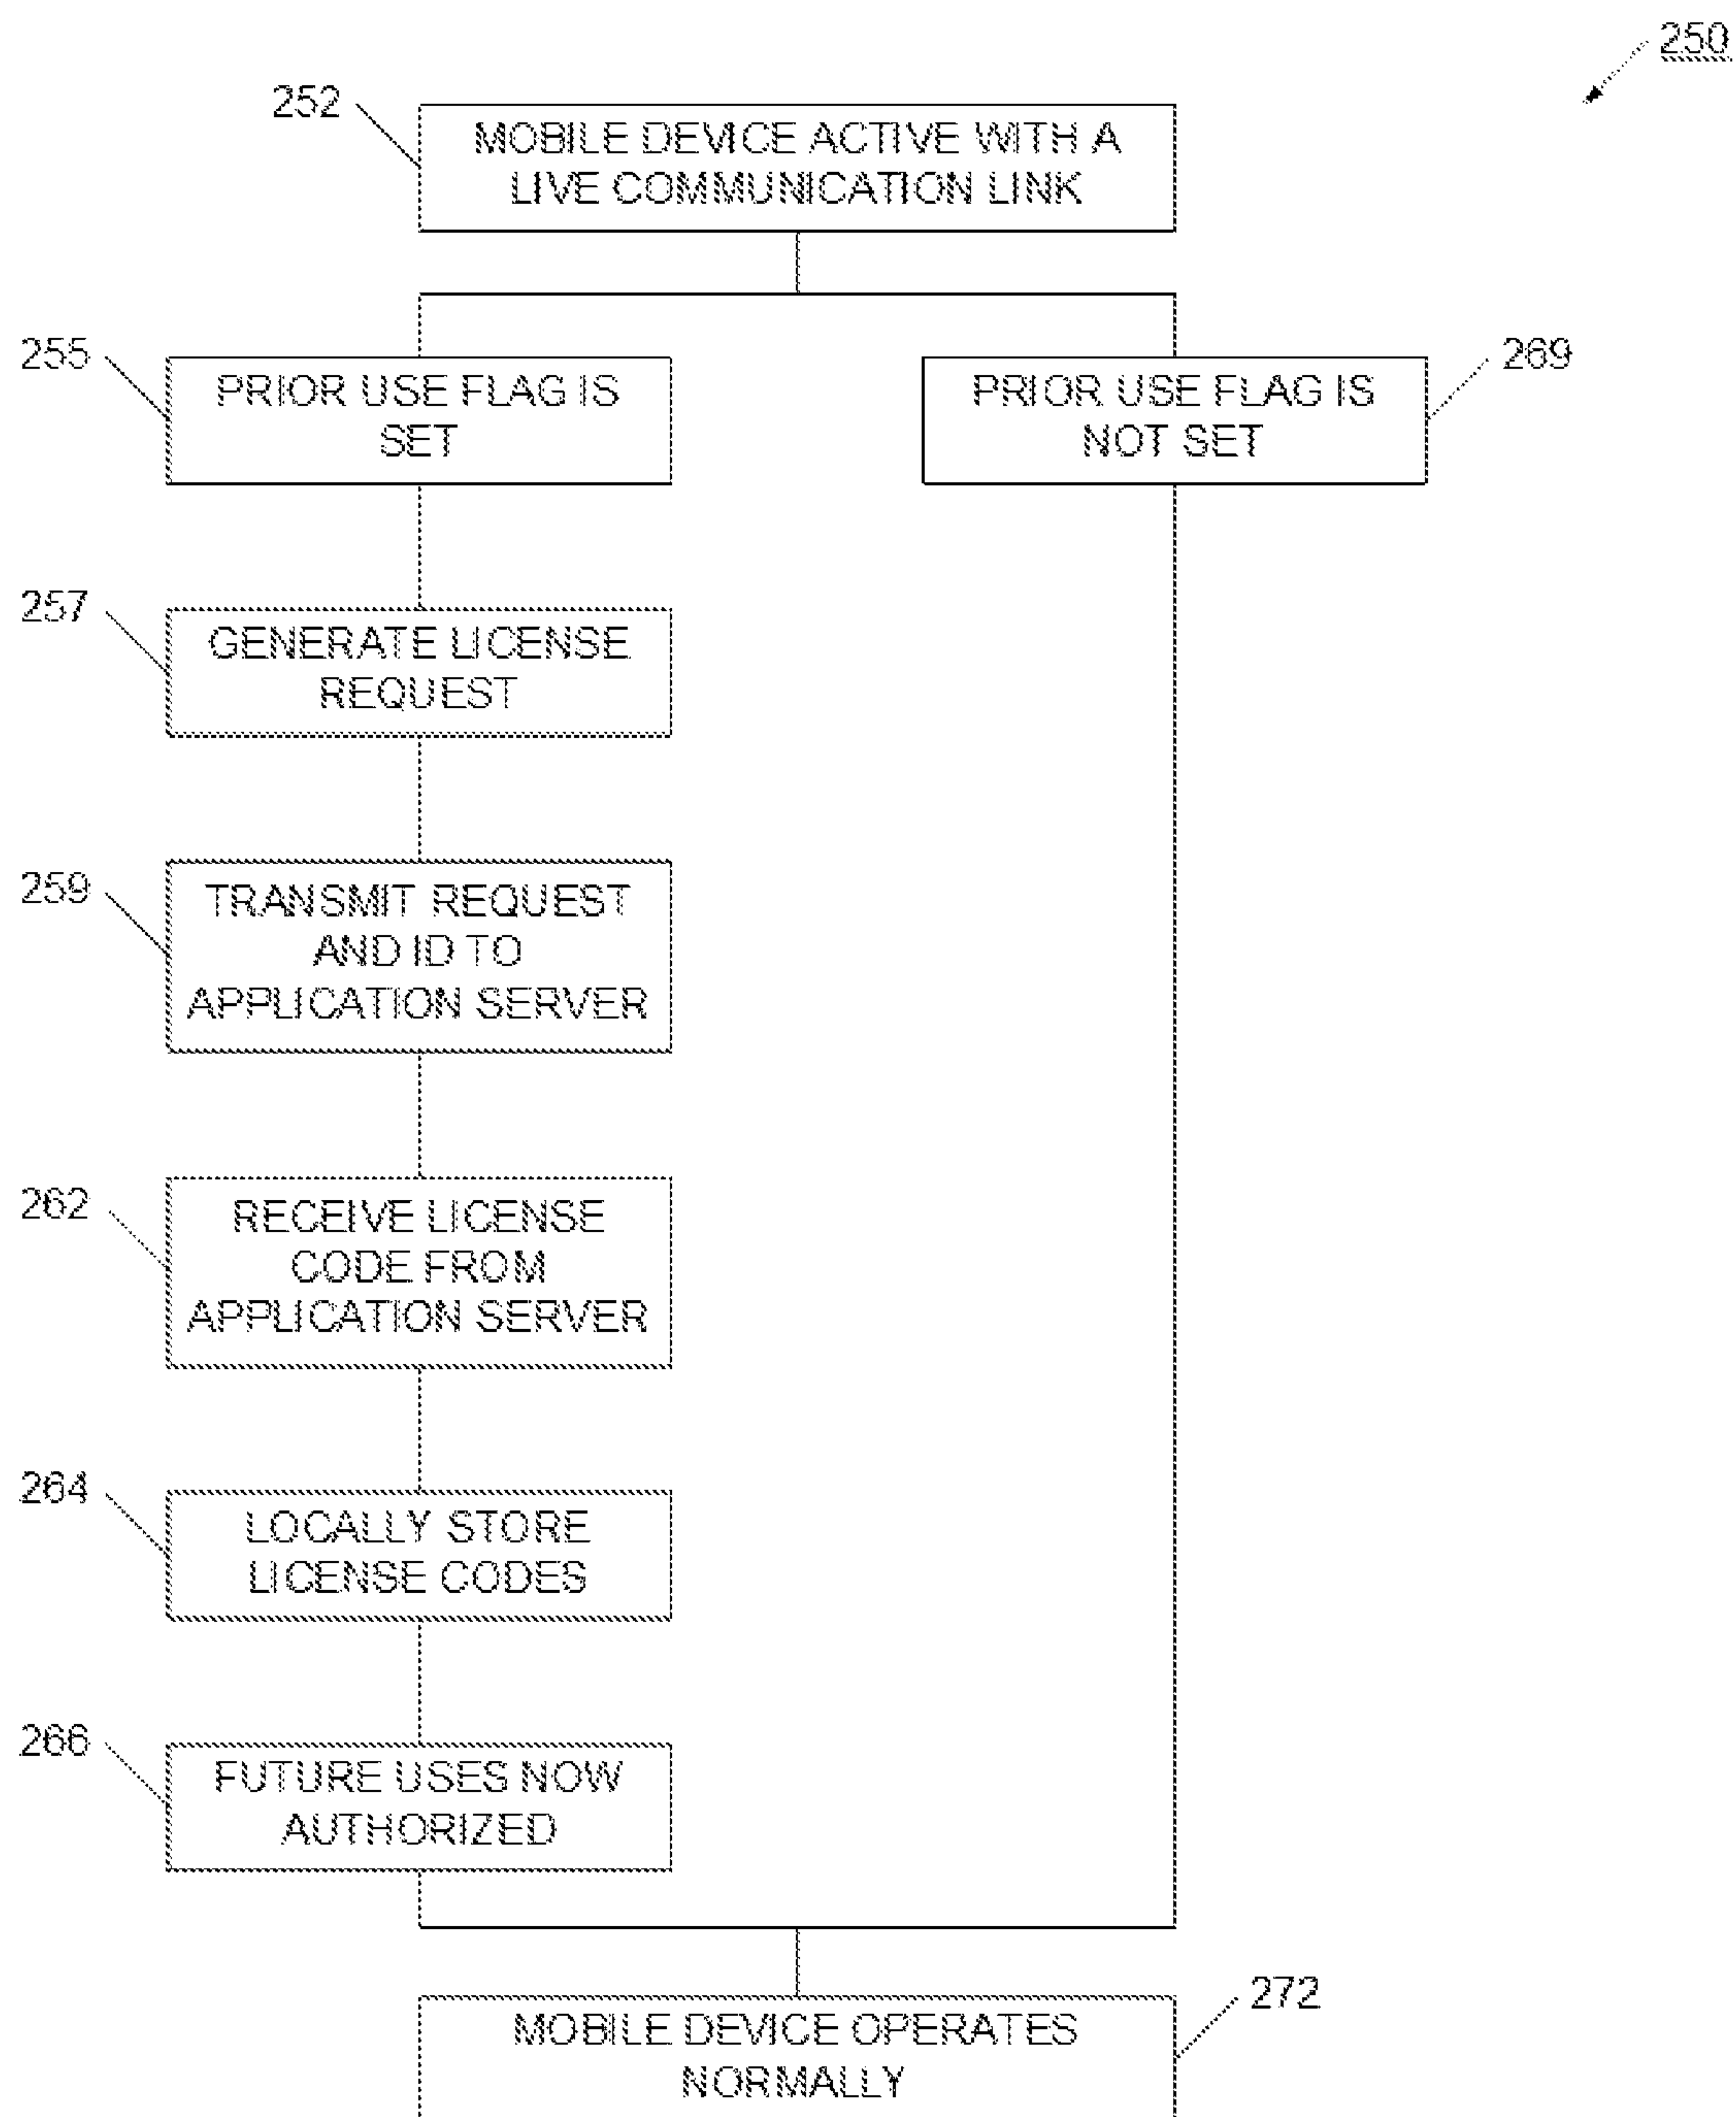 250
252
MOBILE DEVICE ACTIVE WITH A
LIVE COMMUNICATION LINK
255
PRIOR USE FLAG IS
SET
PRIOR USE FLAG IS
NOT SET
269
257
GENERATE LICENSE
REQUEST
259
TRANSMIT REQUEST
AND ID TO
APPLICATION SERVER
262
RECEIVE LICENSE
CODE FROM
APPLICATION SERVER
264
LOCALLY STORE
LICENSE CODES
266
FUTURE USES NOW
AUTHORIZED
272
MOBILE DEVICE OPERATES
NORMALLY